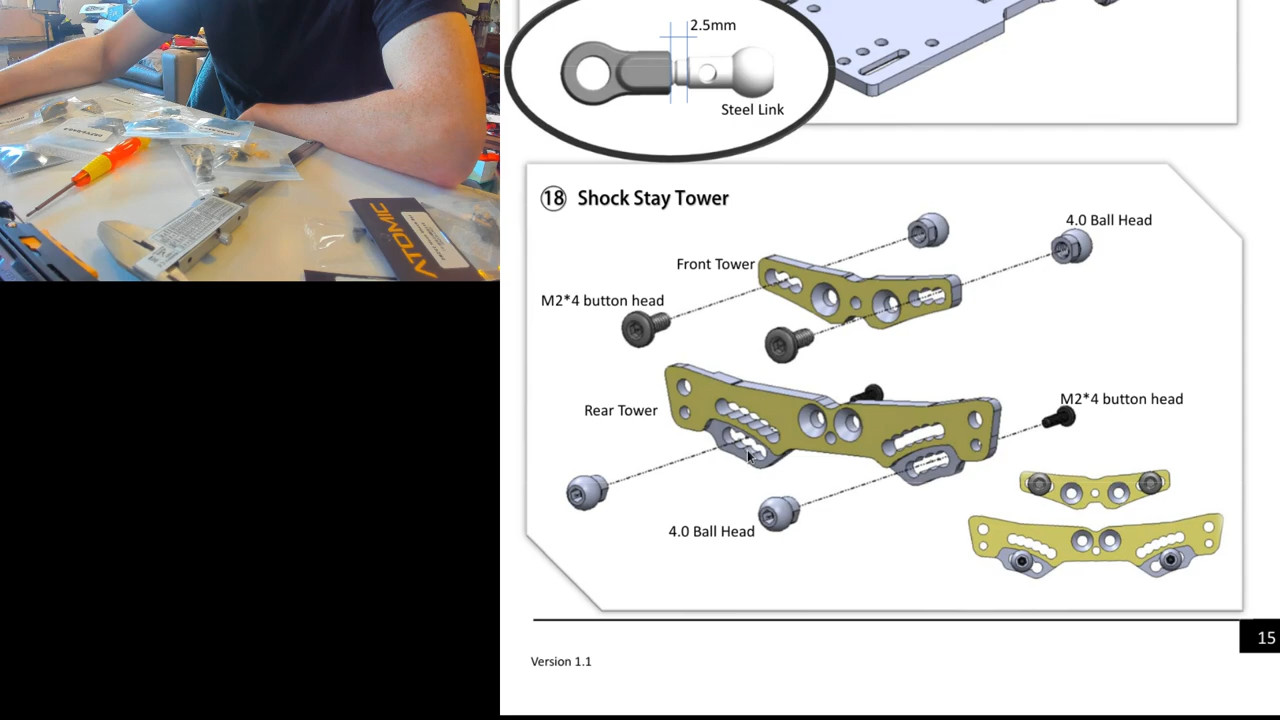 2.5mm
Steel Link
18 Shock Stay Tower
4.0 Ball Head
Front Tower
M2*4 button head
Rear Tower
M2*4 button head
4.0 Ball Head
15
Version 1.1
ATOMIC